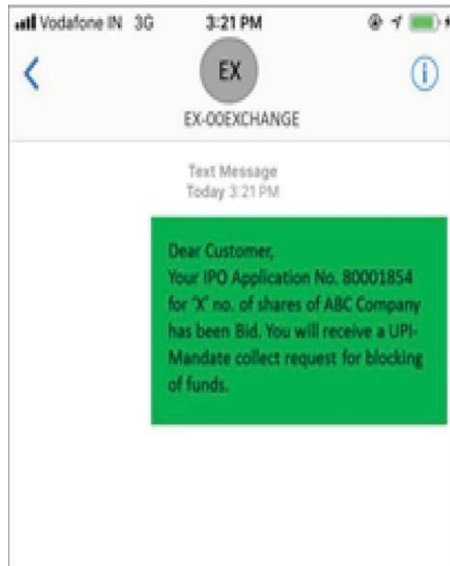 Vodafone IN 3G 3:21 PM
EX
EX-OOEXCHANGE
Text Message
Today 3:21 PM
Dear Customer,
Your IPO Application No. 80001854
for 'X' no. of shares of ABC Company
has been Bid. You will receive a UPI-
Mandate collect request for blocking
of funds.